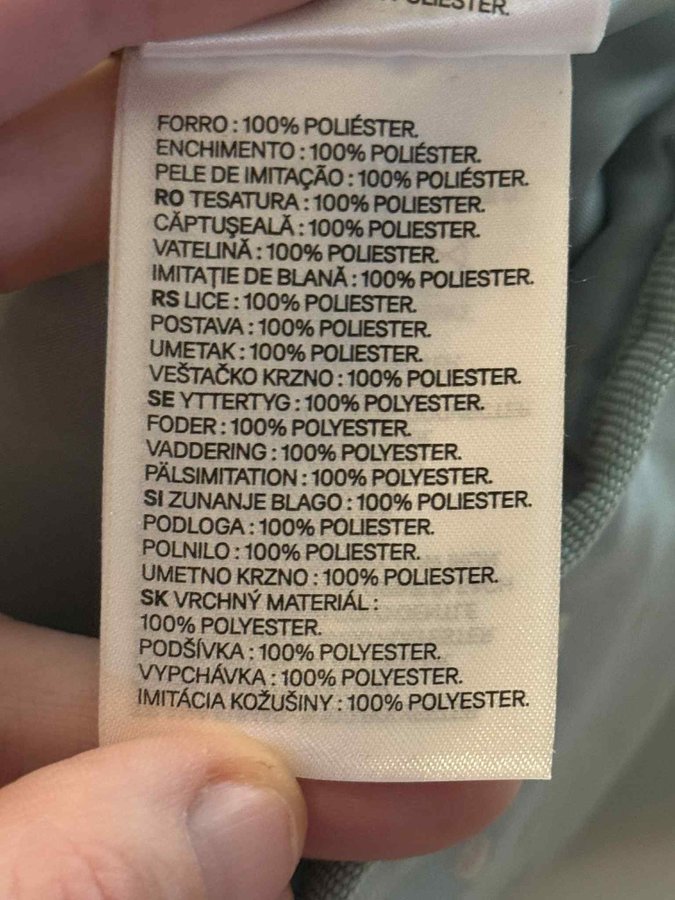 POLIESTER.
FORRO : 100% POLIÉSTER.
ENCHIMENTO : 100% POLIÉSTER.
PELE DE IMITAÇÃO : 100% POLIÉSTER.
RO TESATURA : 100% POLIESTER.
CĂPTUŞEALĂ : 100% POLIESTER.
VATELINĂ : 100% POLIESTER.
IMITAŢIE DE BLANĂ : 100% POLIESTER.
RS LICE : 100% POLIESTER.
POSTAVA : 100% POLIESTER.
UMETAK : 100% POLIESTER.
VEŠTAČKO KRZNO : 100% POLIESTER.
SE YTTERTYG : 100% POLYESTER.
FODER : 100% POLYESTER.
VADDERING : 100% POLYESTER.
PÄLSIMITATION : 100% POLYESTER.
SI ZUNANJE BLAGO : 100% POLIESTER.
PODLOGA : 100% POLIESTER.
POLNILO : 100% POLIESTER.
UMETNO KRZNO : 100% POLIESTER.
SK VRCHNÝ MATERIÁL :
100% POLYESTER.
PODŠÍVKA : 100% POLYESTER.
VYPCHÁVKA : 100% POLYESTER.
IMITÁCIA KOŽUŠINY : 100% POLYESTER.